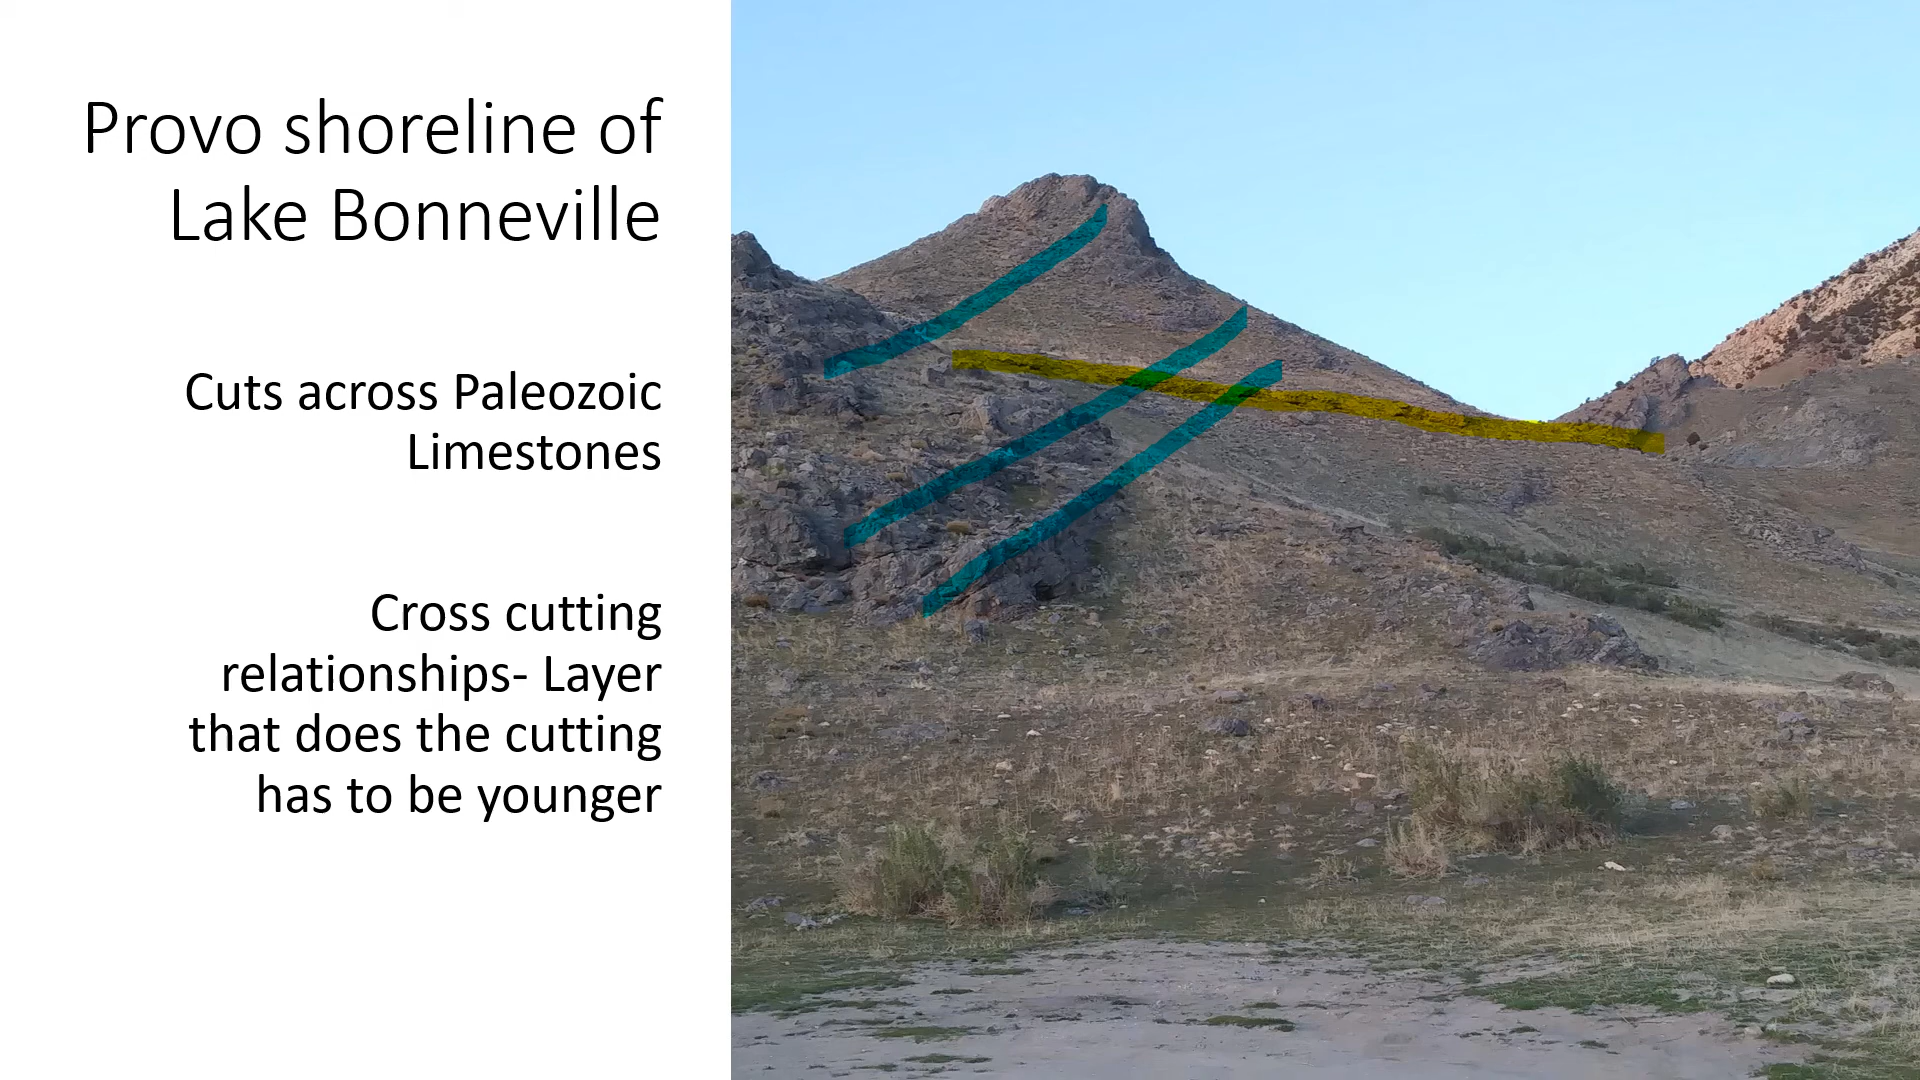 Provo shoreline of
Lake Bonneville
Cuts across Paleozoic
Limestones
Cross cutting
relationships- Layer
that does the cutting
has to be younger